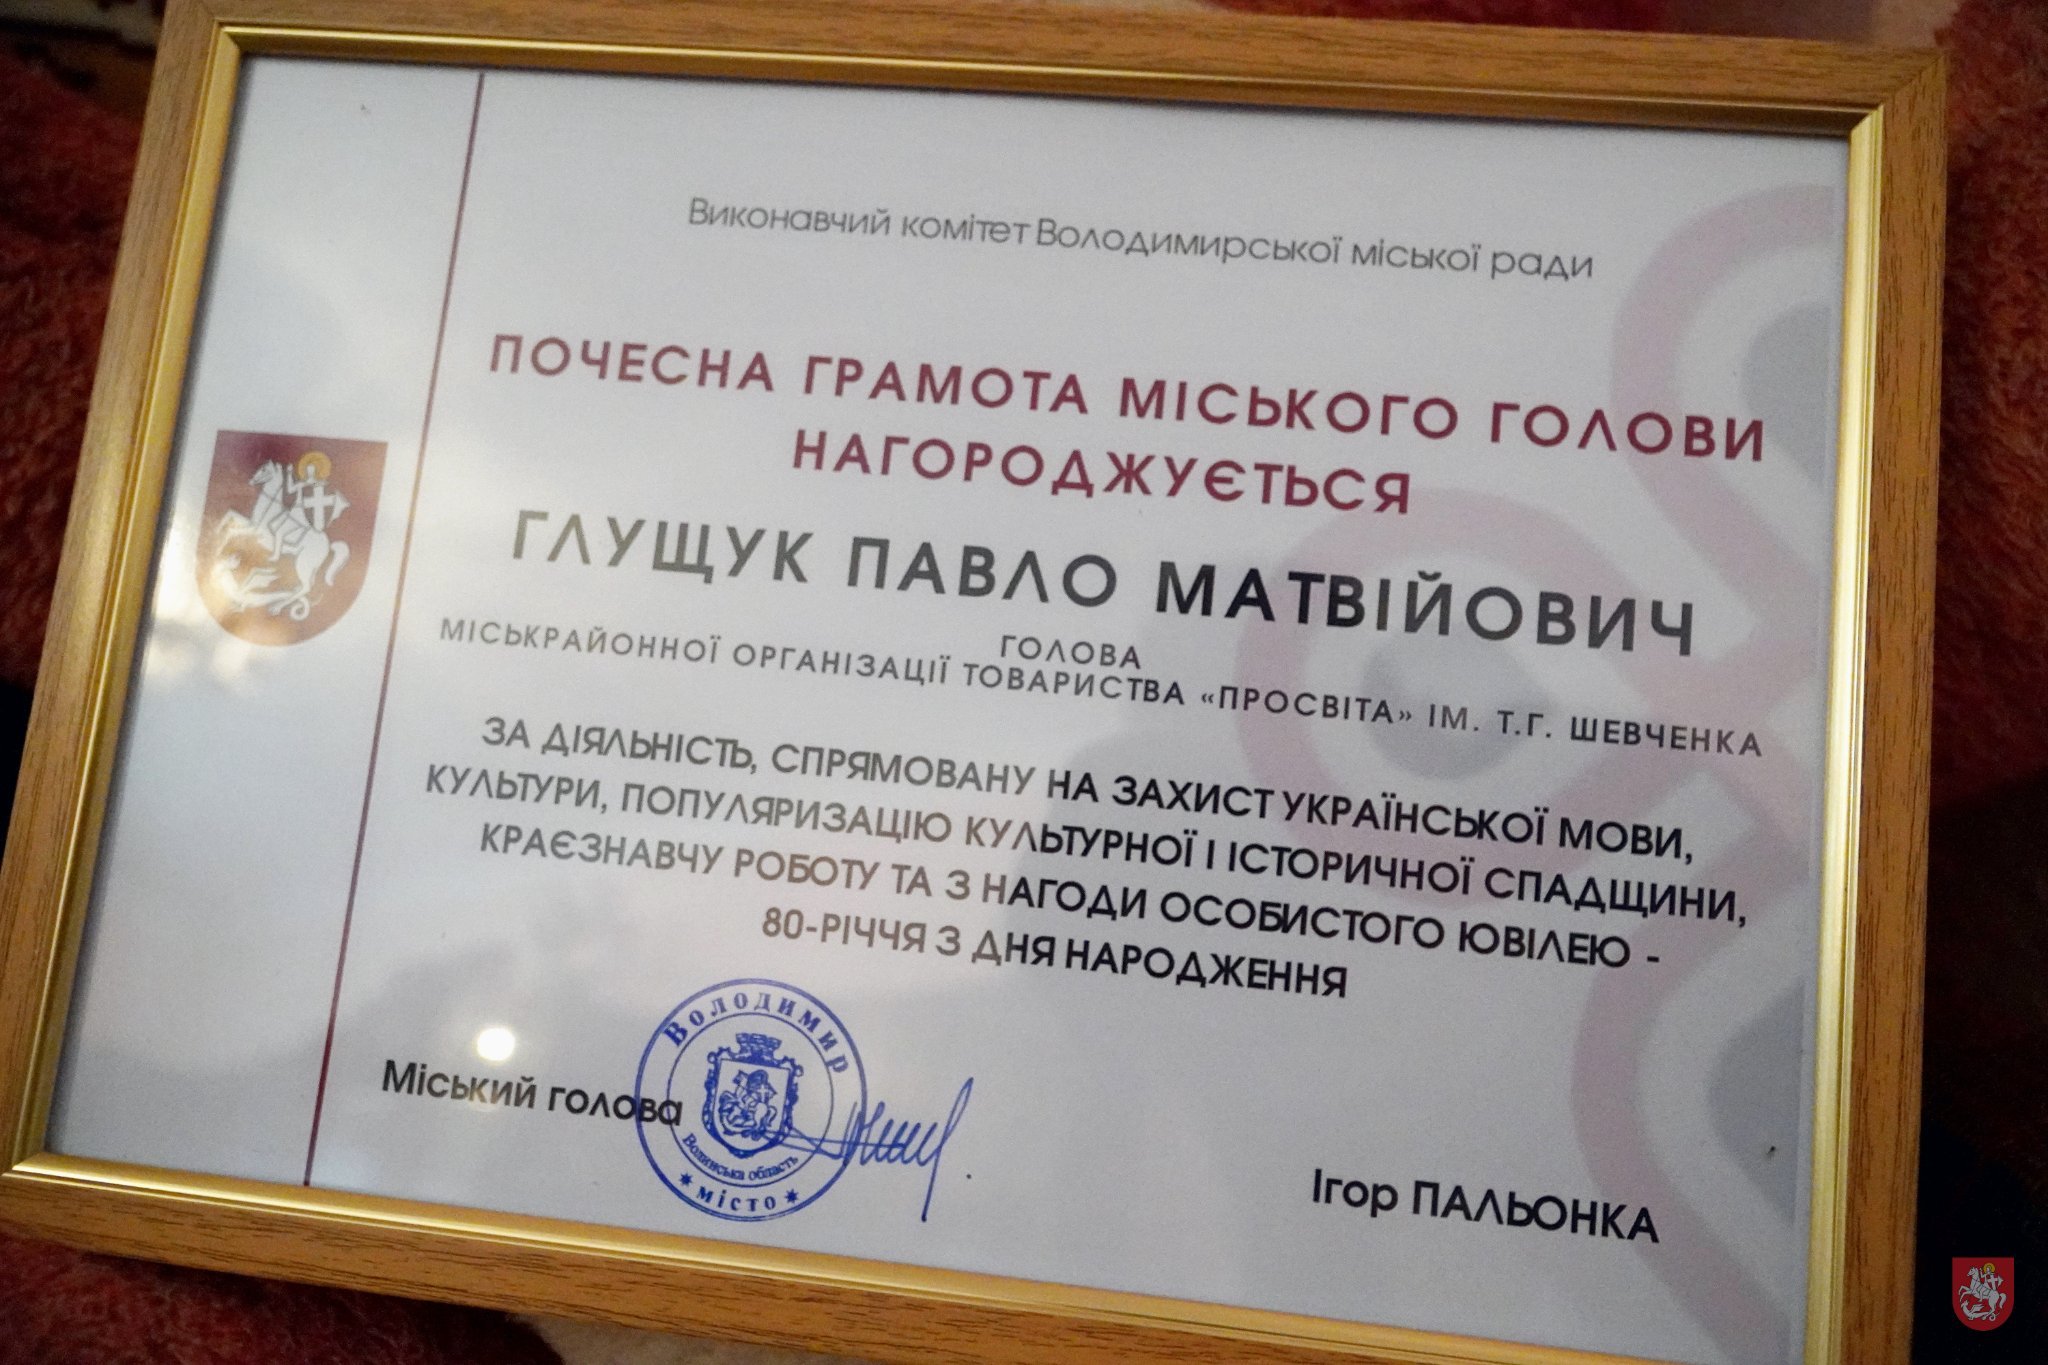 Виконавчий комітет Володимирської міської ради
ПОЧЕСНА ГРАМОТА МІСЬКОГО ГОЛОВИ
НАГОРОДЖУЄТЬСЯ
ГЛУЩУК ПАВЛО МАТВІЙОВИЧ
ГОЛОВА
МІСЬКРАЙОННОЇ ОРГАНІЗАЦІЇ ТОВАРИСТВА «ПРОСВІТА» ІМ. Т.Г. ШЕВЧЕНКА
ЗА ДІЯЛЬНІСТЬ, СПРЯМОВАНУ НА ЗАХИСТ УКРАЇНСЬКОЇ МОВИ,
КУЛЬТУРИ, ПОПУЛЯРИЗАЦІЮ КУЛЬТУРНОЇ І ІСТОРИЧНОЇ СПАДЩИНИ,
КРАЄЗНАВЧУ РОБОТУ ТА З НАГОДИ ОСОБИСТОГО ЮВІЛЕЮ -
80-РІЧЧЯ З ДНЯ НАРОДЖЕННЯ
Міський голова
Володимир
Волинська область
* місто *
Ігор ПАЛЬОНКА